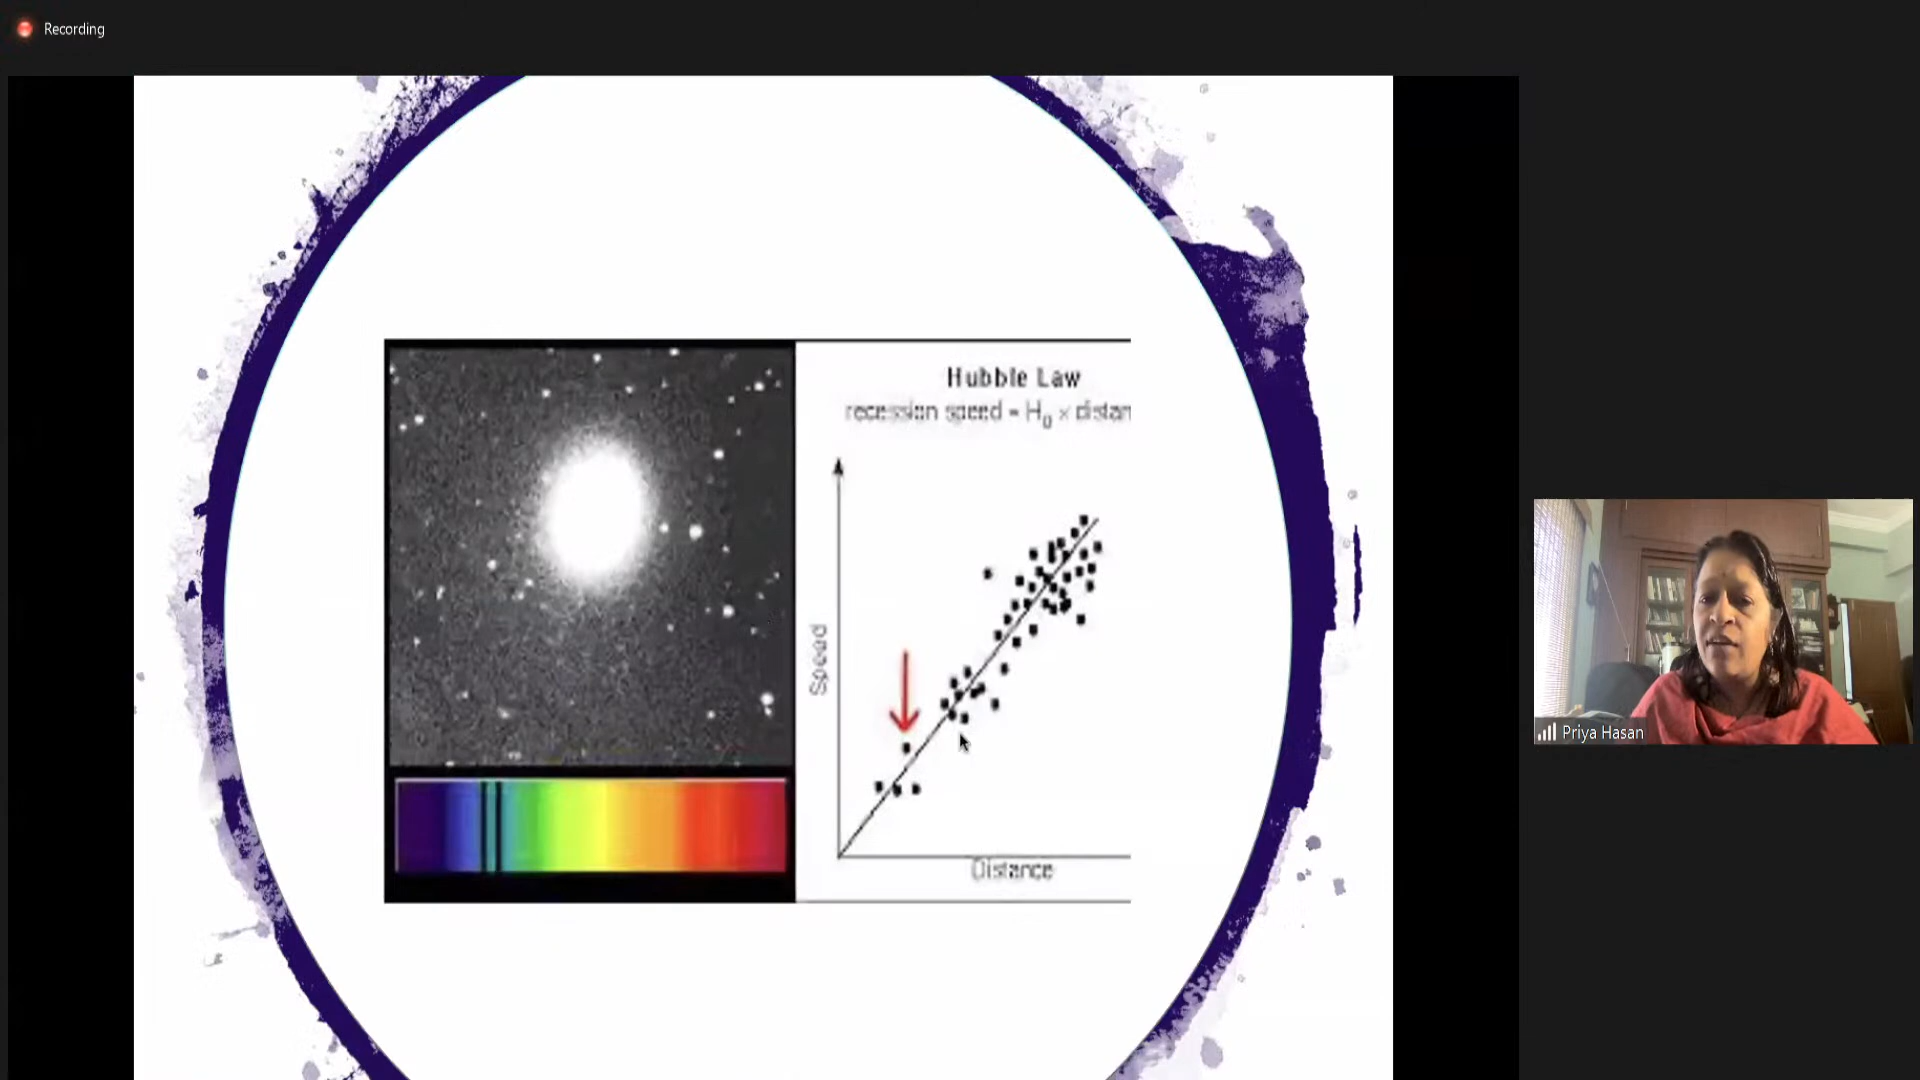 Recording
Hubble Law
recession speed = H0 × distan
Speed
Distance
Priya Hasan